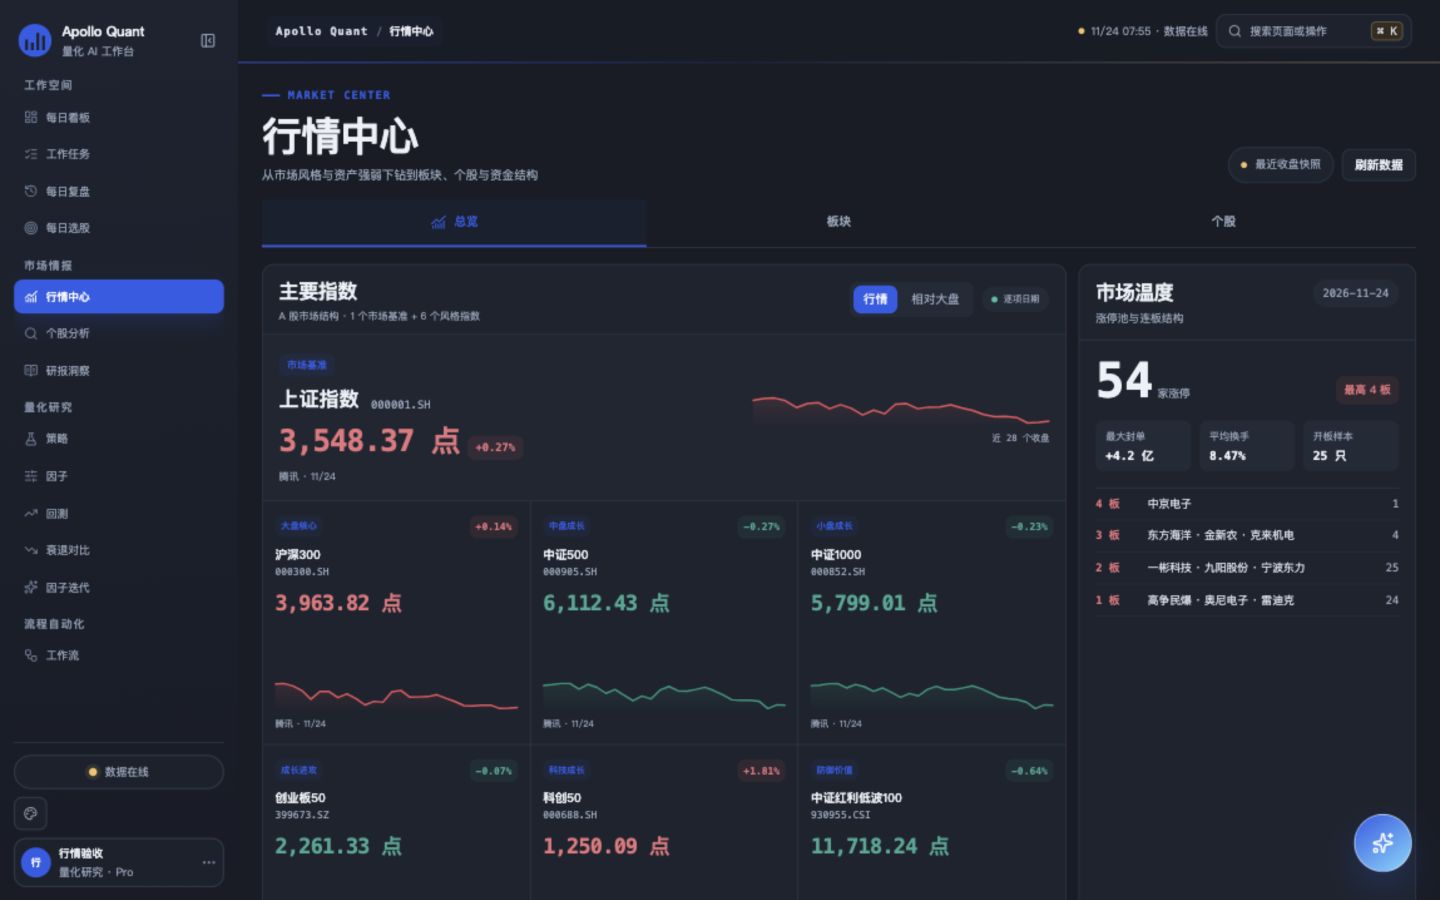 Apollo Quant
量化 AI 工作台
工作空间
每日看板
工作任务
每日复盘
每日选股
市场情报
行情中心
个股分析
研报洞察
量化研究
策略
因子
回测
衰退对比
因子迭代
流程自动化
工作流
数据在线
行
行情验收
量化研究 · Pro
Apollo Quant / 行情中心
11/24 07:55 · 数据在线
搜索页面或操作
⌘ K
MARKET CENTER
行情中心
从市场风格与资产强弱下钻到板块、个股与资金结构
最近收盘快照
刷新数据
总览
板块
个股
主要指数
A 股市场结构 · 1 个市场基准 + 6 个风格指数
行情
相对大盘
逐项日期
市场基准
上证指数 000001.SH
3,548.37 点 +0.27%
腾讯 · 11/24
近 28 个收盘
大盘核心 +0.14%
沪深300
000300.SH
3,963.82 点
腾讯 · 11/24
中盘成长 -0.27%
中证500
000905.SH
6,112.43 点
腾讯 · 11/24
小盘成长 -0.23%
中证1000
000852.SH
5,799.01 点
腾讯 · 11/24
成长进攻 -0.07%
创业板50
399673.SZ
2,261.33 点
科技成长 +1.81%
科创50
000688.SH
1,250.09 点
防御价值 -0.64%
中证红利低波100
930955.CSI
11,718.24 点
市场温度
2026-11-24
涨停池与连板结构
54 家涨停
最高 4 板
最大封单
+4.2 亿
平均换手
8.47%
开板样本
25 只
4 板 中京电子 1
3 板 东方海洋 · 金新农 · 克来机电 4
2 板 一彬科技 · 九阳股份 · 宁波东力 25
1 板 高争民爆 · 奥尼电子 · 雷迪克 24